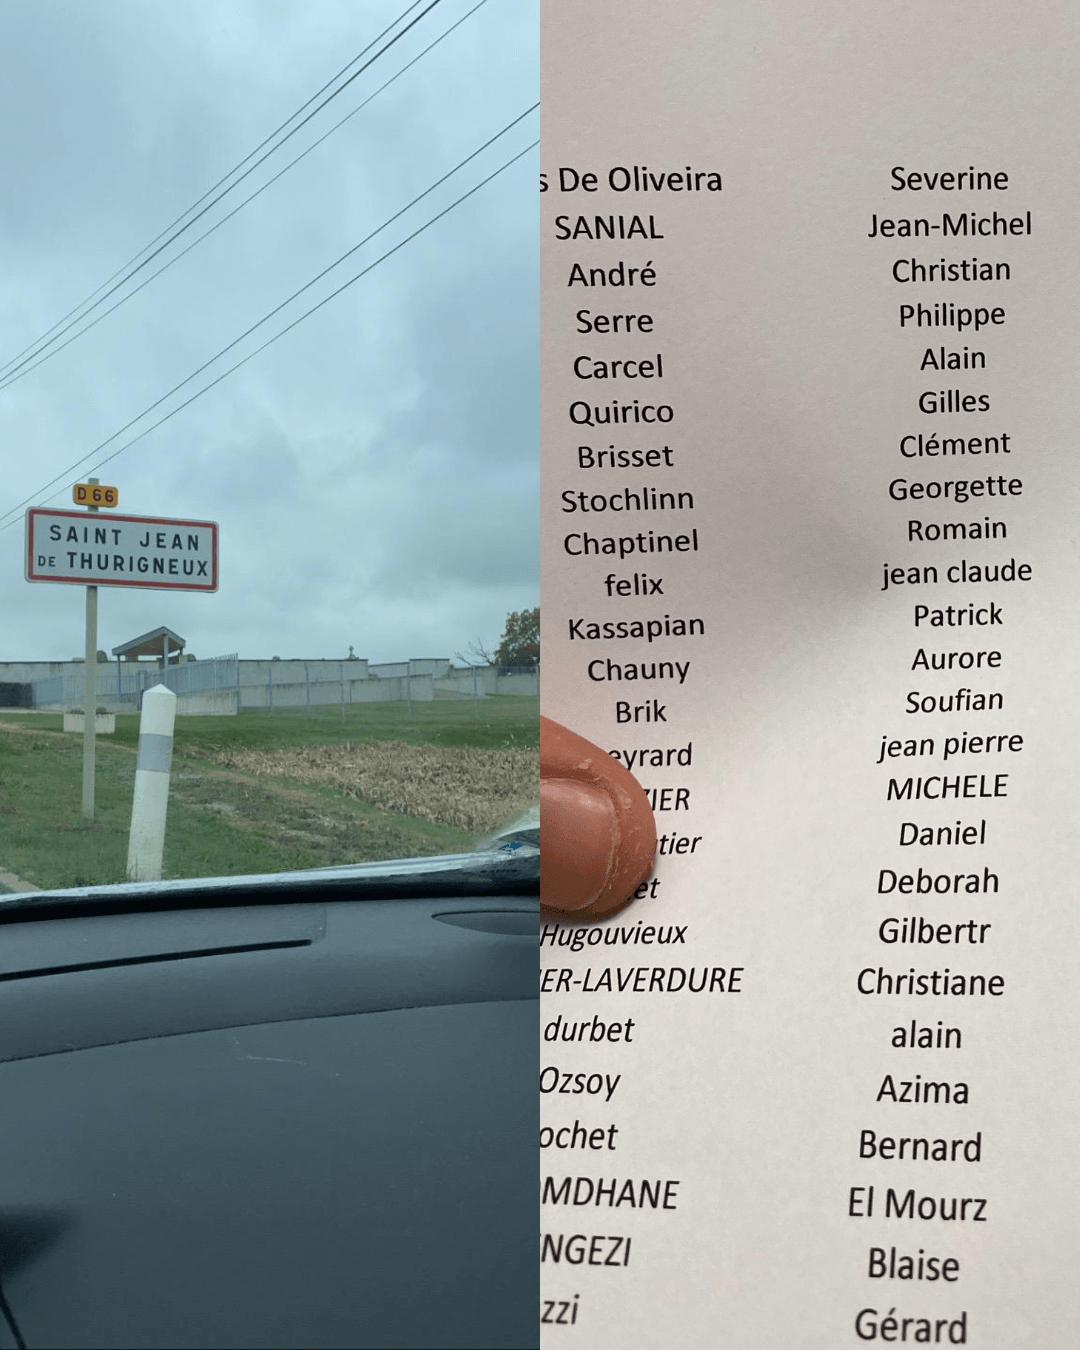 D 66
SAINT JEAN
DE THURIGNEUX
De Oliveira Severine
SANIAL Jean-Michel
André Christian
Serre Philippe
Carcel Alain
Quirico Gilles
Brisset Clément
Stochlinn Georgette
Chaptinel Romain
felix jean claude
Kassapian Patrick
Chauny Aurore
Brik Soufian
jean pierre
MICHELE
Daniel
Deborah
Hugouvieux Gilbertr
Christiane
durbet alain
Ozsoy Azima
Bernard
El Mourz
Blaise
Gérard